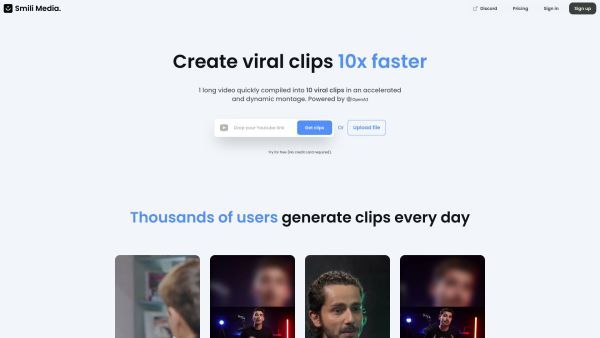 Smili Media.
Discord
Pricing
Sign in
Sign up
Create viral clips 10x faster
1 long video quickly compiled into 10 viral clips in an accelerated
and dynamic montage. Powered by OpenAI
Drop your Youtube link
Get clips
Or
Upload file
Try for free (No credit card required).
Thousands of users generate clips every day